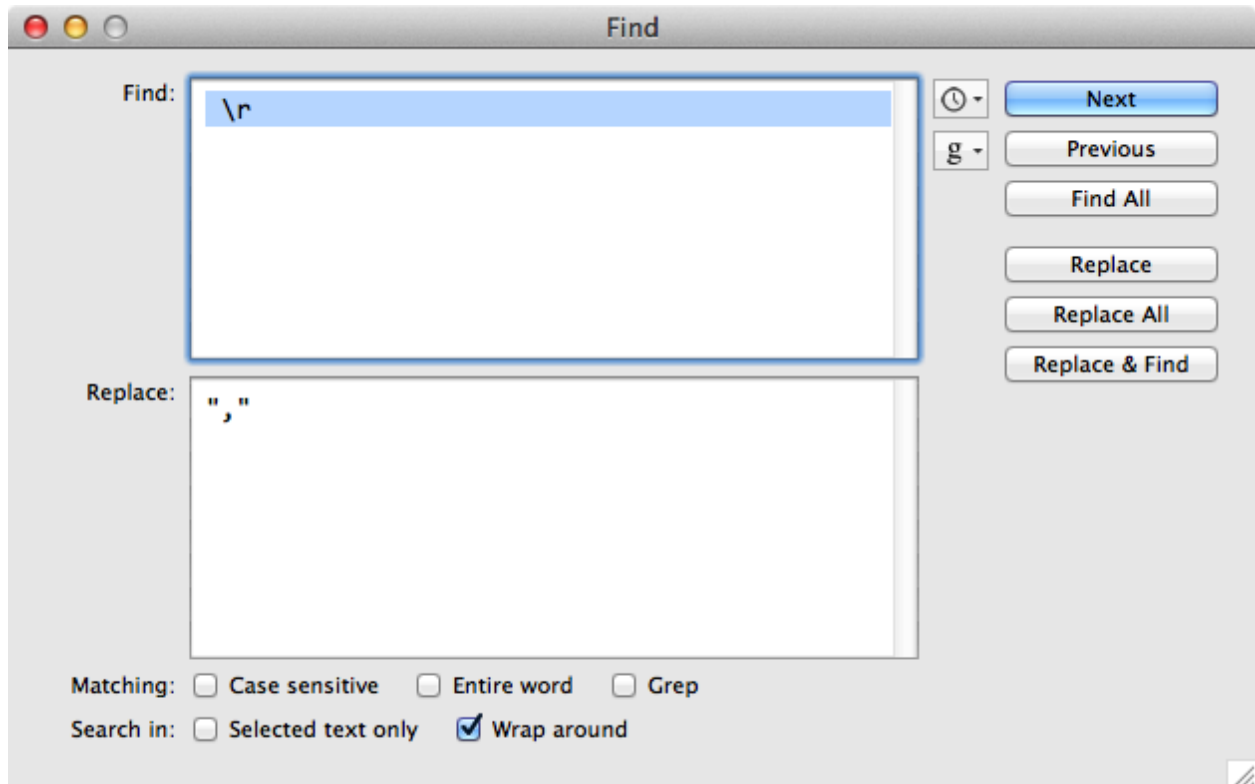 Find
Find:
\r
g
Next
Previous
Find All
Replace
Replace All
Replace & Find
Replace:
","
Matching: Case sensitive Entire word Grep
Search in: Selected text only Wrap around